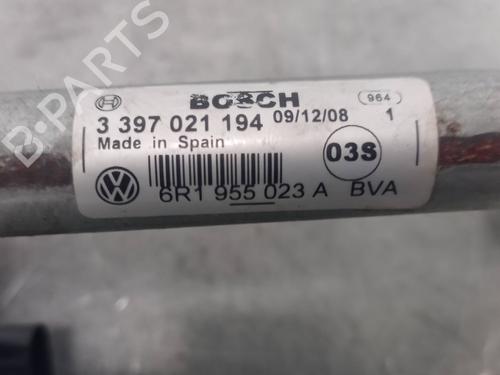 BOSCH
964
3 397 021 194 09/12/08 1
Made in Spain
03S
6R1 955 023 A BVA
B-PARTS